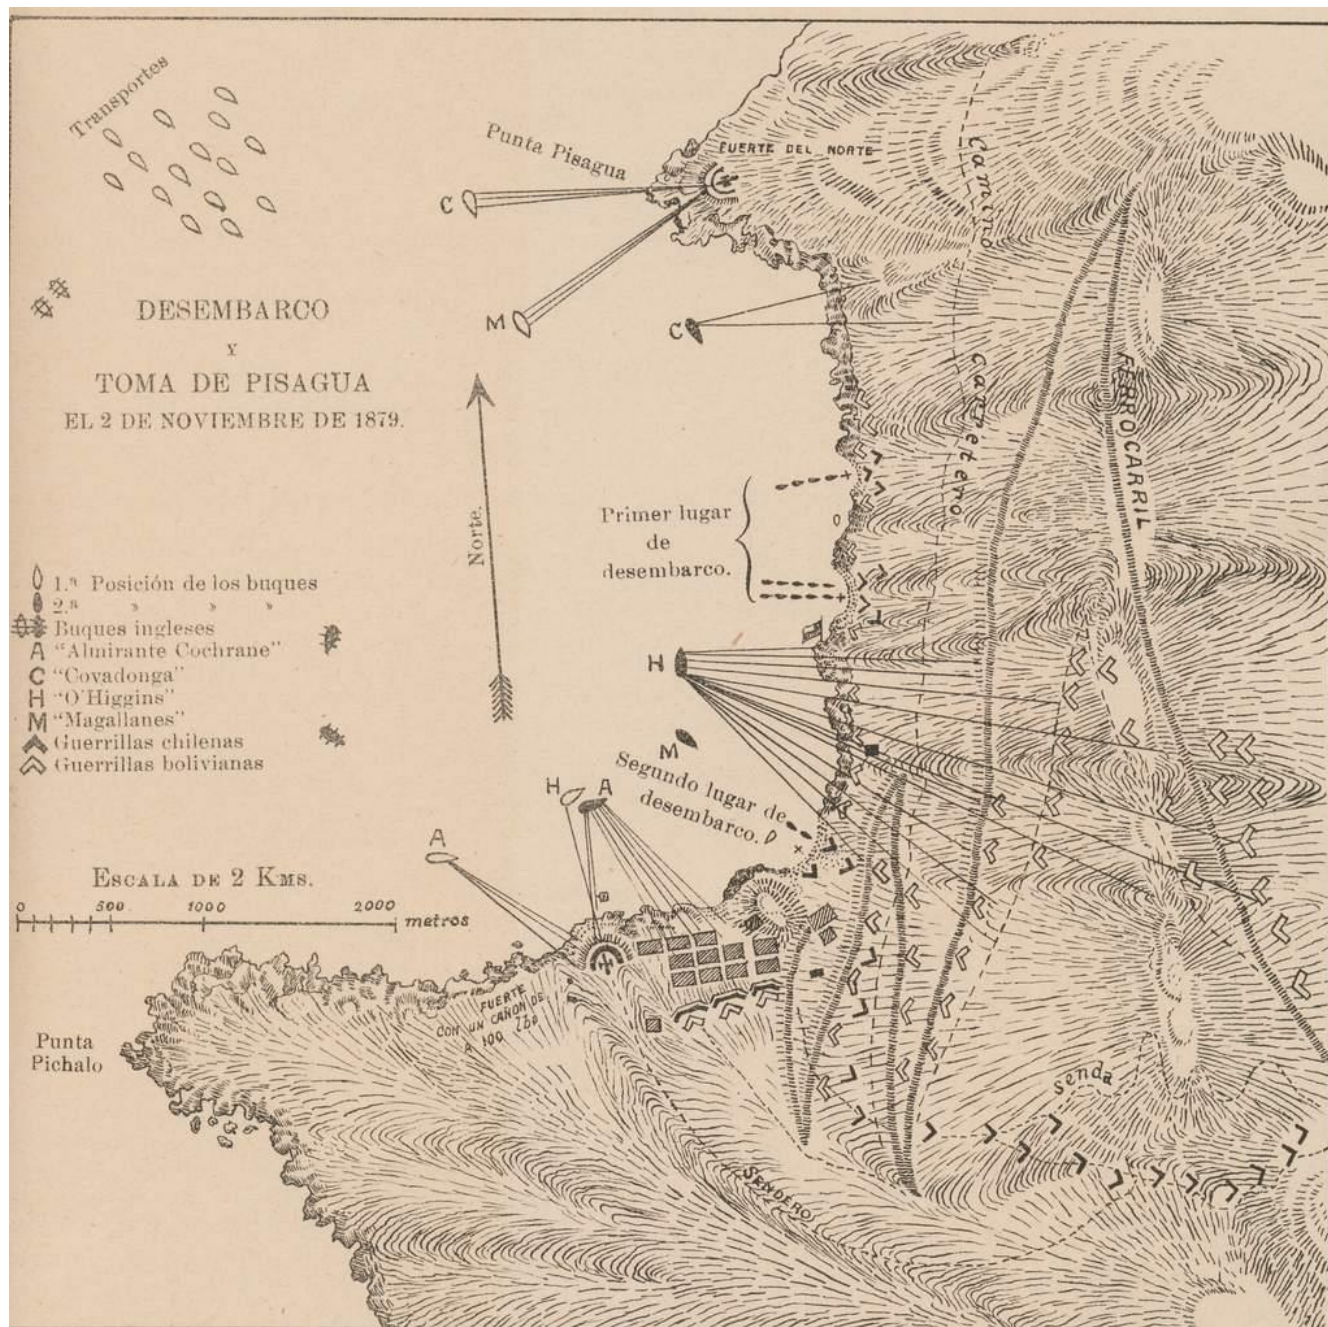 Transportes
Punta Pisagua
FUERTE DEL NORTE
C
M
C
DESEMBARCO
Y
TOMA DE PISAGUA
EL 2 DE NOVIEMBRE DE 1879.
Camino
Carretero
FERROCARRIL
Norte.
Primer lugar
de
desembarco.
1.ª Posición de los buques
2.ª » » »
Buques ingleses
A "Almirante Cochrane"
C "Covadonga"
H "O'Higgins"
M "Magallanes"
Guerrillas chilenas
Guerrillas bolivianas
H
M
Segundo lugar de
desembarco.
H
A
A
ESCALA DE 2 KMS.
0 500 1000 2000
metros
FUERTE
CON UN CAÑON DE
A 100 lbs
Punta
Pichalo
senda
SENDERO